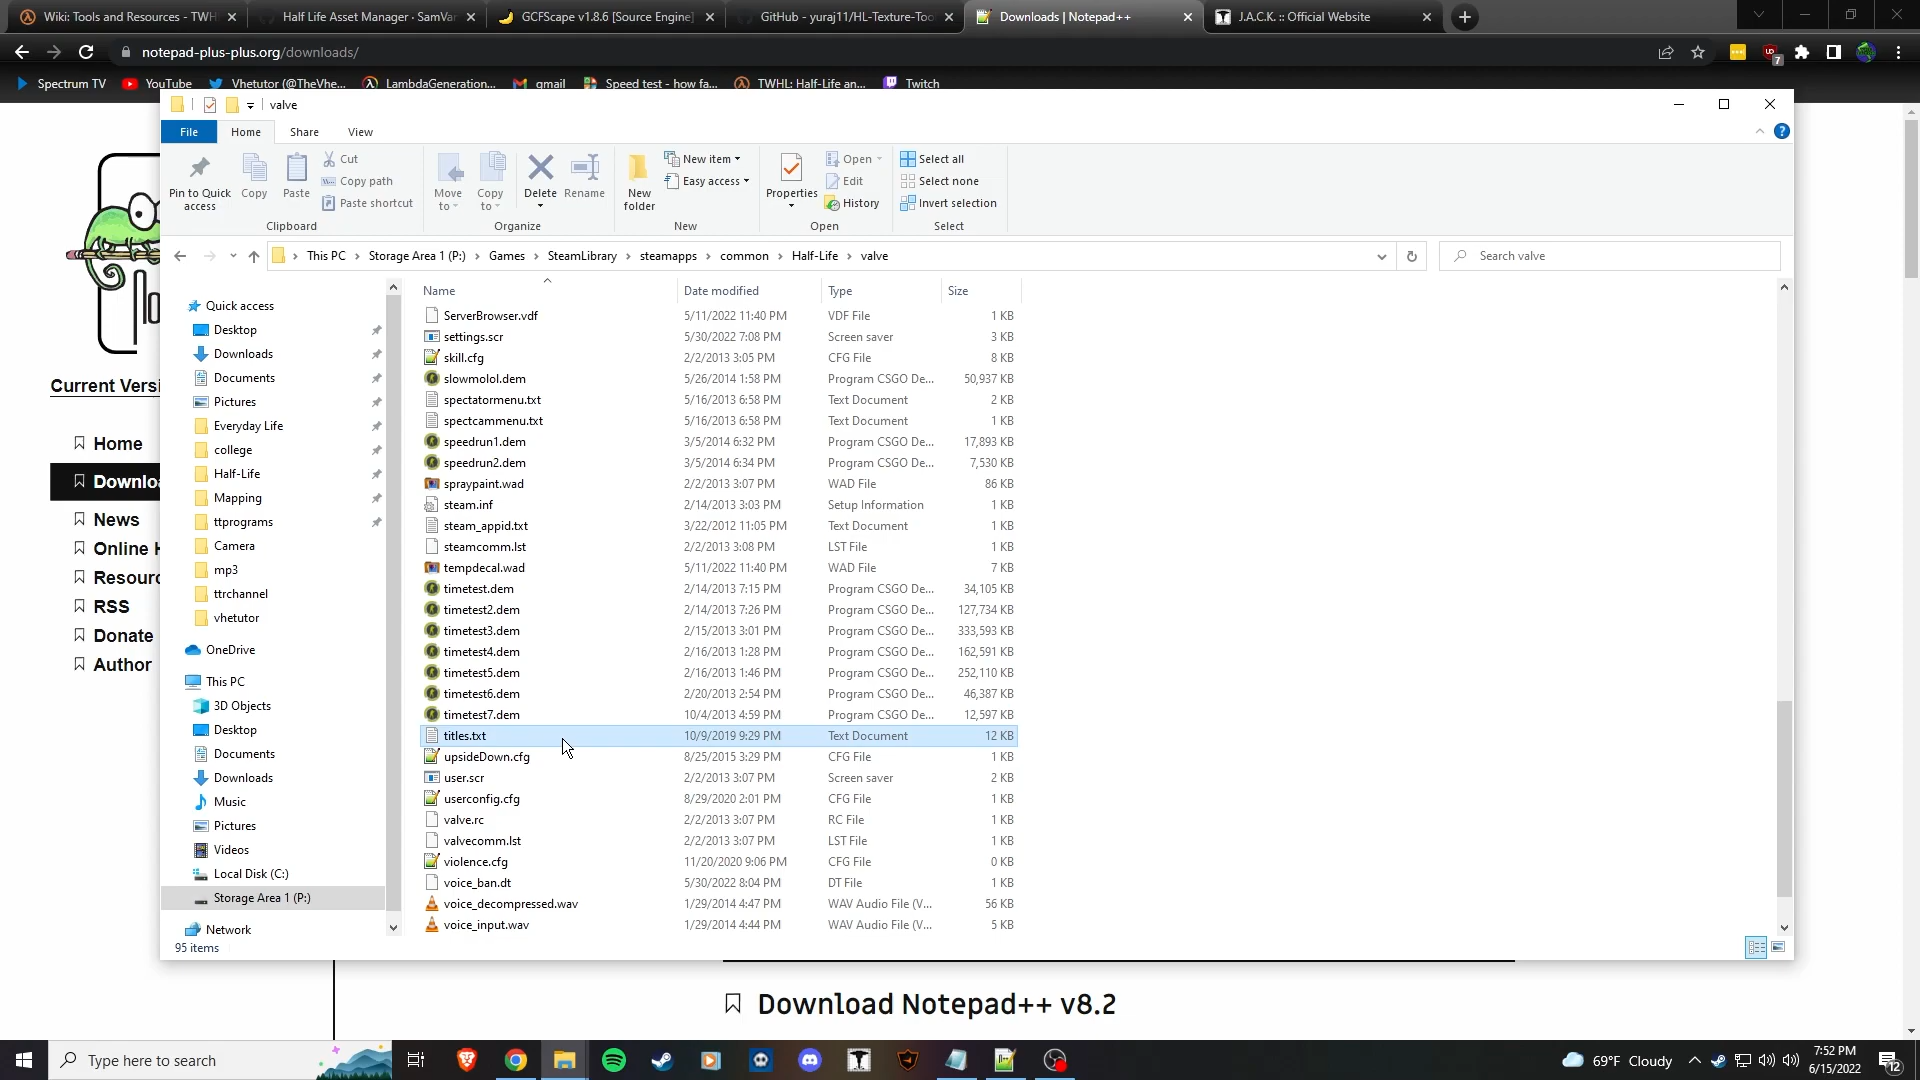 Wiki: Tools and Resources - TWH
Half Life Asset Manager · SamVan
GCFScape v1.8.6 [Source Engine]
GitHub - yuraj11/HL-Texture-Too
Downloads | Notepad++
J.A.C.K. :: Official Website
notepad-plus-plus.org/downloads/
7
Spectrum TV
YouTube
Vhetutor (@TheVhe...
LambdaGeneration...
gmail
Speed test - how fa...
TWHL: Half-Life an...
Twitch
valve
File
Home
Share
View
Pin to Quick access
Copy
Paste
Cut
Copy path
Paste shortcut
Clipboard
Move to
Copy to
Delete
Rename
Organize
New folder
New item
Easy access
New
Properties
Open
Edit
History
Open
Select all
Select none
Invert selection
Select
This PC > Storage Area 1 (P:) > Games > SteamLibrary > steamapps > common > Half-Life > valve
Search valve
Current Versi
Home
Downloa
News
Online H
Resourc
RSS
Donate
Author
Quick access
Desktop
Downloads
Documents
Pictures
Everyday Life
college
Half-Life
Mapping
ttprograms
Camera
mp3
ttrchannel
vhetutor
OneDrive
This PC
3D Objects
Desktop
Documents
Downloads
Music
Pictures
Videos
Local Disk (C:)
Storage Area 1 (P:)
Network
Name Date modified Type Size
ServerBrowser.vdf 5/11/2022 11:40 PM VDF File 1 KB
settings.scr 5/30/2022 7:08 PM Screen saver 3 KB
skill.cfg 2/2/2013 3:05 PM CFG File 8 KB
slowmolol.dem 5/26/2014 1:58 PM Program CSGO De... 50,937 KB
spectatormenu.txt 5/16/2013 6:58 PM Text Document 2 KB
spectcammenu.txt 5/16/2013 6:58 PM Text Document 1 KB
speedrun1.dem 3/5/2014 6:32 PM Program CSGO De... 17,893 KB
speedrun2.dem 3/5/2014 6:34 PM Program CSGO De... 7,530 KB
spraypaint.wad 2/2/2013 3:07 PM WAD File 86 KB
steam.inf 2/14/2013 3:03 PM Setup Information 1 KB
steam_appid.txt 3/22/2012 11:05 PM Text Document 1 KB
steamcomm.lst 2/2/2013 3:08 PM LST File 1 KB
tempdecal.wad 5/11/2022 11:40 PM WAD File 7 KB
timetest.dem 2/14/2013 7:15 PM Program CSGO De... 34,105 KB
timetest2.dem 2/14/2013 7:26 PM Program CSGO De... 127,734 KB
timetest3.dem 2/15/2013 3:01 PM Program CSGO De... 333,593 KB
timetest4.dem 2/16/2013 1:28 PM Program CSGO De... 162,591 KB
timetest5.dem 2/16/2013 1:46 PM Program CSGO De... 252,110 KB
timetest6.dem 2/20/2013 2:54 PM Program CSGO De... 46,387 KB
timetest7.dem 10/4/2013 4:59 PM Program CSGO De... 12,597 KB
titles.txt 10/9/2019 9:29 PM Text Document 12 KB
upsideDown.cfg 8/25/2015 3:29 PM CFG File 1 KB
user.scr 2/2/2013 3:07 PM Screen saver 2 KB
userconfig.cfg 8/29/2020 2:01 PM CFG File 1 KB
valve.rc 2/2/2013 3:07 PM RC File 1 KB
valvecomm.lst 2/2/2013 3:07 PM LST File 1 KB
violence.cfg 11/20/2020 9:06 PM CFG File 0 KB
voice_ban.dt 5/30/2022 8:04 PM DT File 1 KB
voice_decompressed.wav 1/29/2014 4:47 PM WAV Audio File (V... 56 KB
voice_input.wav 1/29/2014 4:44 PM WAV Audio File (V... 5 KB
95 items
Download Notepad++ v8.2
Type here to search
69°F Cloudy
7:52 PM
6/15/2022
12